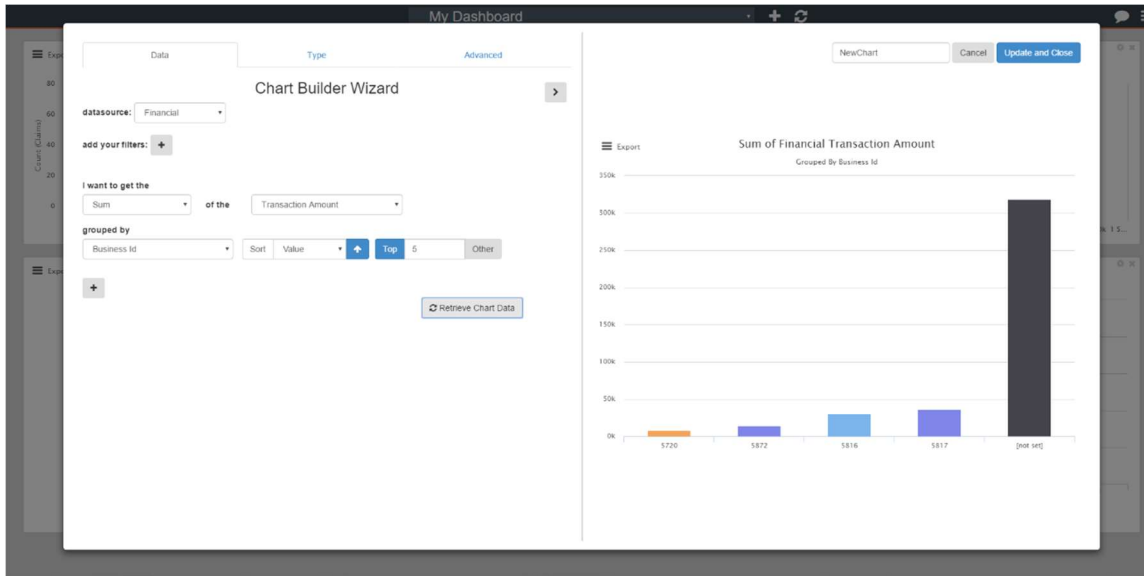 My Dashboard
Data Type Advanced
Chart Builder Wizard
datasource: Financial
add your filters:
I want to get the
Sum of the Transaction Amount
grouped by
Business Id Sort Value Top 5 Other
Retrieve Chart Data
NewChart Cancel Update and Close
Export
Sum of Financial Transaction Amount
Grouped By Business Id
350k
300k
250k
200k
150k
100k
50k
0k
5720 5872 5816 5817 [not set]
80
60
40
20
0
Count (Claims)